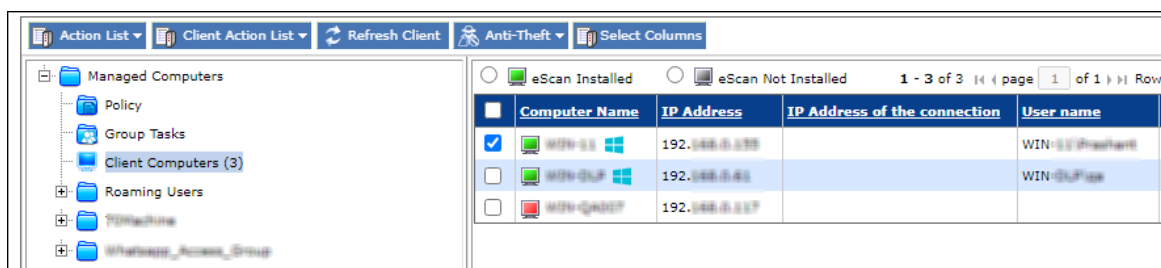 Action List Client Action List Refresh Client Anti-Theft Select Columns
Managed Computers
Policy
Group Tasks
Client Computers (3)
Roaming Users
eScan Installed eScan Not Installed 1 - 3 of 3 page 1 of 1 Row
Computer Name IP Address IP Address of the connection User name
192. WIN-
192. WIN-
192.